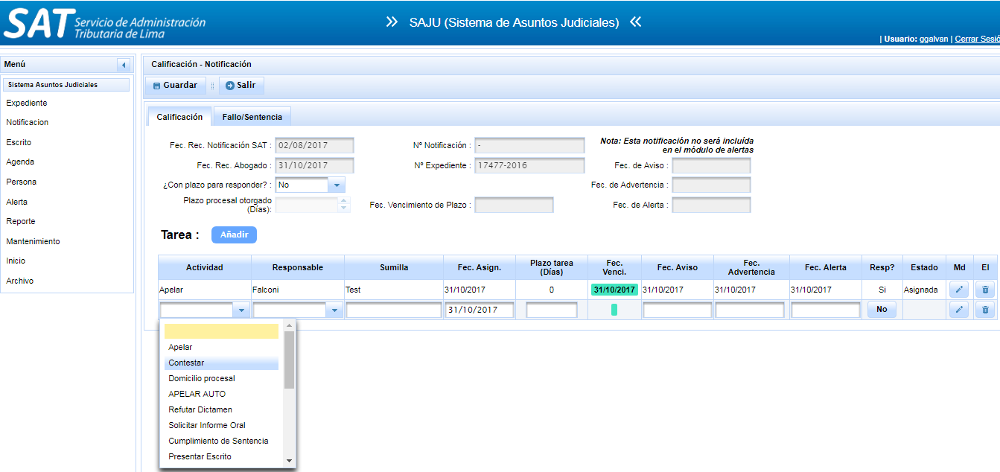 SAT Servicio de Administración
Tributaria de Lima
SAJU (Sistema de Asuntos Judiciales)
| Usuario: ggalvan | Cerrar Sesió
Menú
Sistema Asuntos Judiciales
Expediente
Notificacion
Escrito
Agenda
Persona
Alerta
Reporte
Mantenimiento
Inicio
Archivo
Calificación - Notificación
Guardar Salir
Calificación Fallo/Sentencia
Fec. Rec. Notificación SAT : 02/08/2017 Nº Notificación : - Nota: Esta notificación no será incluída
en el módulo de alertas
Fec. Rec. Abogado : 31/10/2017 Nº Expediente : 17477-2016 Fec. de Aviso :
¿Con plazo para responder? : No Fec. de Advertencia :
Plazo procesal otorgado
(Días): Fec. Vencimiento de Plazo : Fec. de Alerta :
Tarea : Añadir
Actividad Responsable Sumilla Fec. Asign. Plazo tarea
(Días) Fec.
Venci. Fec. Aviso Fec.
Advertencia Fec. Alerta Resp? Estado Md El
Apelar Falconi Test 31/10/2017 0 31/10/2017 31/10/2017 31/10/2017 31/10/2017 Si Asignada
31/10/2017 No
Apelar
Contestar
Domicilio procesal
APELAR AUTO
Refutar Dictamen
Solicitar Informe Oral
Cumplimiento de Sentencia
Presentar Escrito